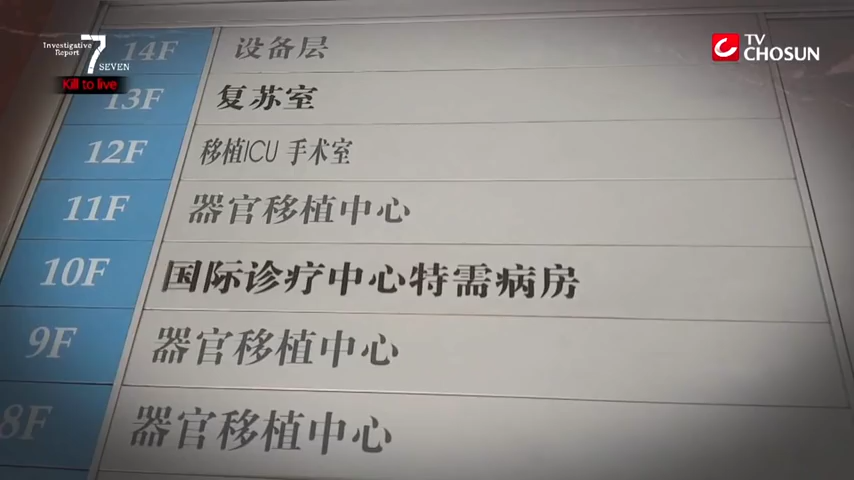 Investigative
Report
7
SEVEN
Kill to live
TV
CHOSUN
14F 设备层
13F 复苏室
12F 移植ICU 手术室
11F 器官移植中心
10F 国际诊疗中心特需病房
9F 器官移植中心
8F 器官移植中心